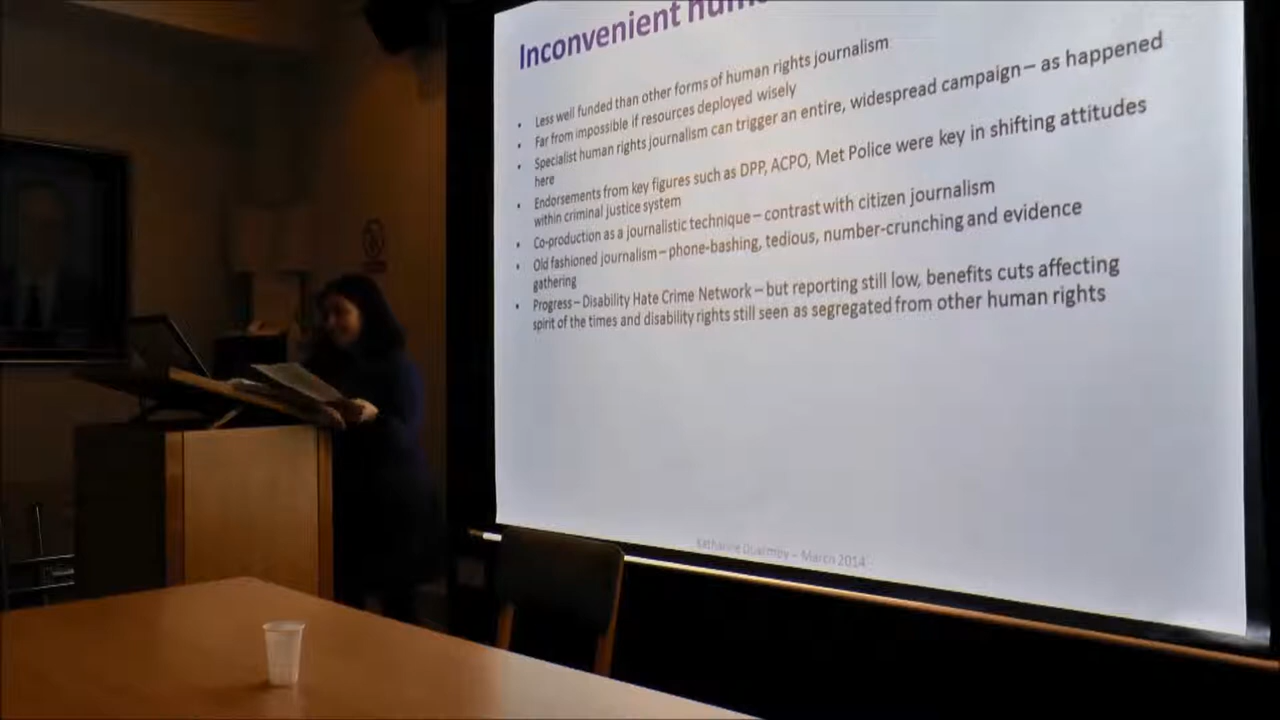 Inconvenient
• Less well funded than other forms of human rights journalism
• Far from impossible if resources deployed wisely
• Specialist human rights journalism can trigger an entire, widespread campaign – as happened
here
• Endorsements from key figures such as DPP, ACPO, Met Police were key in shifting attitudes
within criminal justice system
• Co-production as a journalistic technique – contrast with citizen journalism
• Old fashioned journalism – phone-bashing, tedious, number-crunching and evidence
gathering
• Progress – Disability Hate Crime Network – but reporting still low, benefits cuts affecting
spirit of the times and disability rights still seen as segregated from other human rights
Katharine Quarmby – March 2014